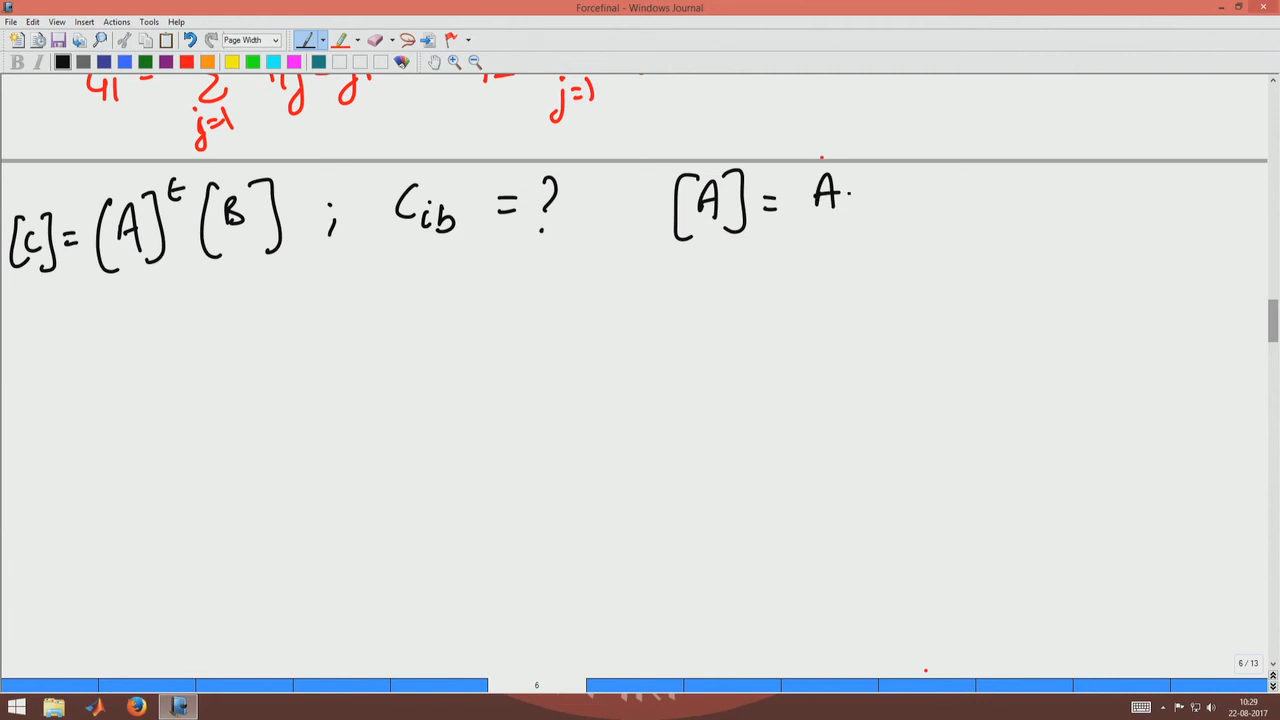 Forcefinal - Windows Journal
File Edit View Insert Actions Tools Help
Page Width
B I
j=1 j=1
[C] = [A]^t [B] ; C_ib = ? [A] = A.
6 / 13
6
10:29
22-08-2017